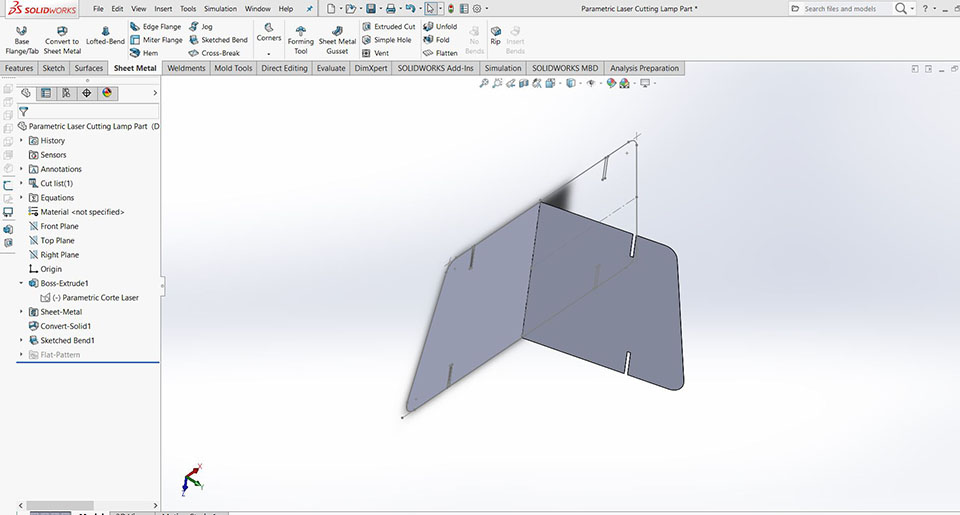 SOLIDWORKS File Edit View Insert Tools Simulation Window Help Parametric Laser Cutting Lamp Part * Search files and models ?
Base Flange/Tab
Convert to Sheet Metal
Lofted-Bend
Edge Flange
Miter Flange
Hem
Jog
Sketched Bend
Cross-Break
Corners
Forming Tool
Sheet Metal Gusset
Extruded Cut
Simple Hole
Vent
Unfold
Fold
Flatten
No Bends
Rip
Insert Bends
Features Sketch Surfaces Sheet Metal Weldments Mold Tools Direct Editing Evaluate DimXpert SOLIDWORKS Add-Ins Simulation SOLIDWORKS MBD Analysis Preparation
Parametric Laser Cutting Lamp Part (D
History
Sensors
Annotations
Cut list(1)
Equations
Material <not specified>
Front Plane
Top Plane
Right Plane
Origin
Boss-Extrude1
(-) Parametric Corte Laser
Sheet-Metal
Convert-Solid1
Sketched Bend1
Flat-Pattern
X
Y
Z